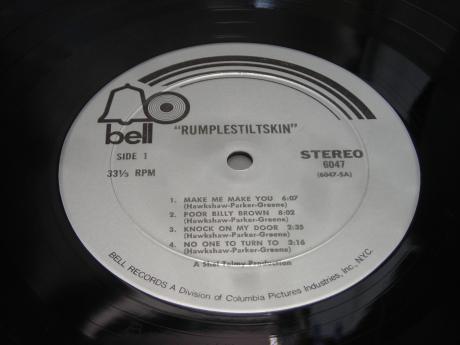 bell
"RUMPLESTILTSKIN"
SIDE 1
33⅓ RPM
STEREO
6047
(6047-SA)
1. MAKE ME MAKE YOU 6:07
(Hawkshaw-Parker-Greene)
2. POOR BILLY BROWN 8:02
(Hawkshaw-Parker-Greene)
3. KNOCK ON MY DOOR 2:35
(Hawkshaw-Parker-Greene)
4. NO ONE TO TURN TO 2:16
(Hawkshaw-Parker-Greene)
A Shel Talmy Production
BELL RECORDS A Division of Columbia Pictures Industries, Inc., N.Y.C.